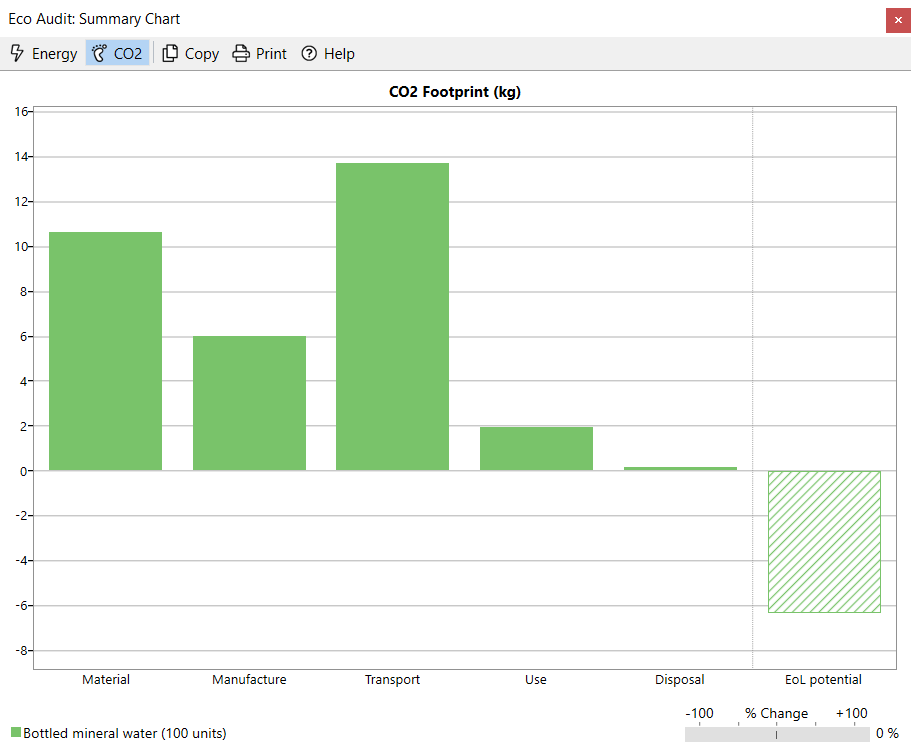 Eco Audit: Summary Chart
Energy CO2 Copy Print Help
CO2 Footprint (kg)
16
14
12
10
8
6
4
2
0
-2
-4
-6
-8
Material Manufacture Transport Use Disposal EoL potential
-100 % Change +100
Bottled mineral water (100 units)
0 %